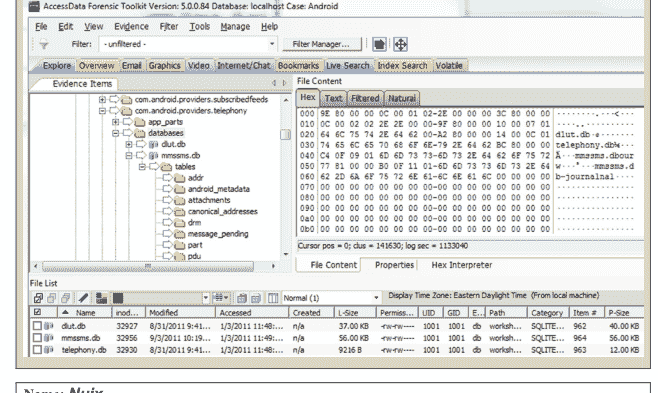 AccessData Forensic Toolkit Version: 5.0.0.84 Database: localhost Case: Android
File Edit View Evidence Filter Tools Manage Help
Filter: - unfiltered - Filter Manager...
Explore Overview Email Graphics Video Internet/Chat Bookmarks Live Search Index Search Volatile
Evidence Items
com.android.providers.subscribedfeeds
com.android.providers.telephony
app_parts
databases
dlut.db
mmssms.db
tables
addr
android_metadata
attachments
canonical_addresses
drm
message_pending
part
pdu
File Content
Hex Text Filtered Natural
000 9E 80 00 00 0C 00 01 02-2E 00 00 00 3C 80 00 00
010 0C 00 02 02 2E 2E 00 00-9F 80 00 00 10 00 07 01
020 64 6C 75 74 2E 64 62 00-A2 80 00 00 14 00 0C 01 dlut.db
030 74 65 6C 65 70 68 6F 6E-79 2E 64 62 BC 80 00 00 telephony.db¼
040 C4 0F 09 01 6D 6D 73 73-6D 73 2E 64 62 6F 75 72 Ä mmssms.dbour
050 77 81 00 00 B0 0F 11 01-6D 6D 73 73 6D 73 2E 64 w ° mmssms.d
060 62 2D 6A 6F 75 72 6E 61-6C 6E 61 6C 00 00 00 00 b-journalnal
070 00 00 00 00 00 00 00 00-00 00 00 00 00 00 00 00
080 00 00 00 00 00 00 00 00-00 00 00 00 00 00 00 00
090 00 00 00 00 00 00 00 00-00 00 00 00 00 00 00 00
0a0 00 00 00 00 00 00 00 00-00 00 00 00 00 00 00 00
0b0 00 00 00 00 00 00 00 00-00 00 00 00 00 00 00 00
Cursor pos = 0; clus = 141630; log sec = 1133040
File Content Properties Hex Interpreter
File List
Normal (1) Display Time Zone: Eastern Daylight Time (From local machine)
Name inod... Modified Accessed Created L-Size Permiss... UID GID E... Path Category Item # P-Size
dlut.db 32927 8/31/2011 9:41... 1/3/2011 11:48:... n/a 37.00 KB -rw-rw---- 1001 1001 db worksh... SQLITE... 962 40.00 KB
mmssms.db 32956 9/3/2011 10:19... 1/3/2011 11:49:... n/a 56.00 KB -rw-rw---- 1001 1001 db worksh... SQLITE... 964 56.00 KB
telephony.db 32930 8/31/2011 9:41... 1/3/2011 11:48:... n/a 9216 B -rw-rw---- 1001 1001 db worksh... SQLITE... 963 12.00 KB
Name: Nuix